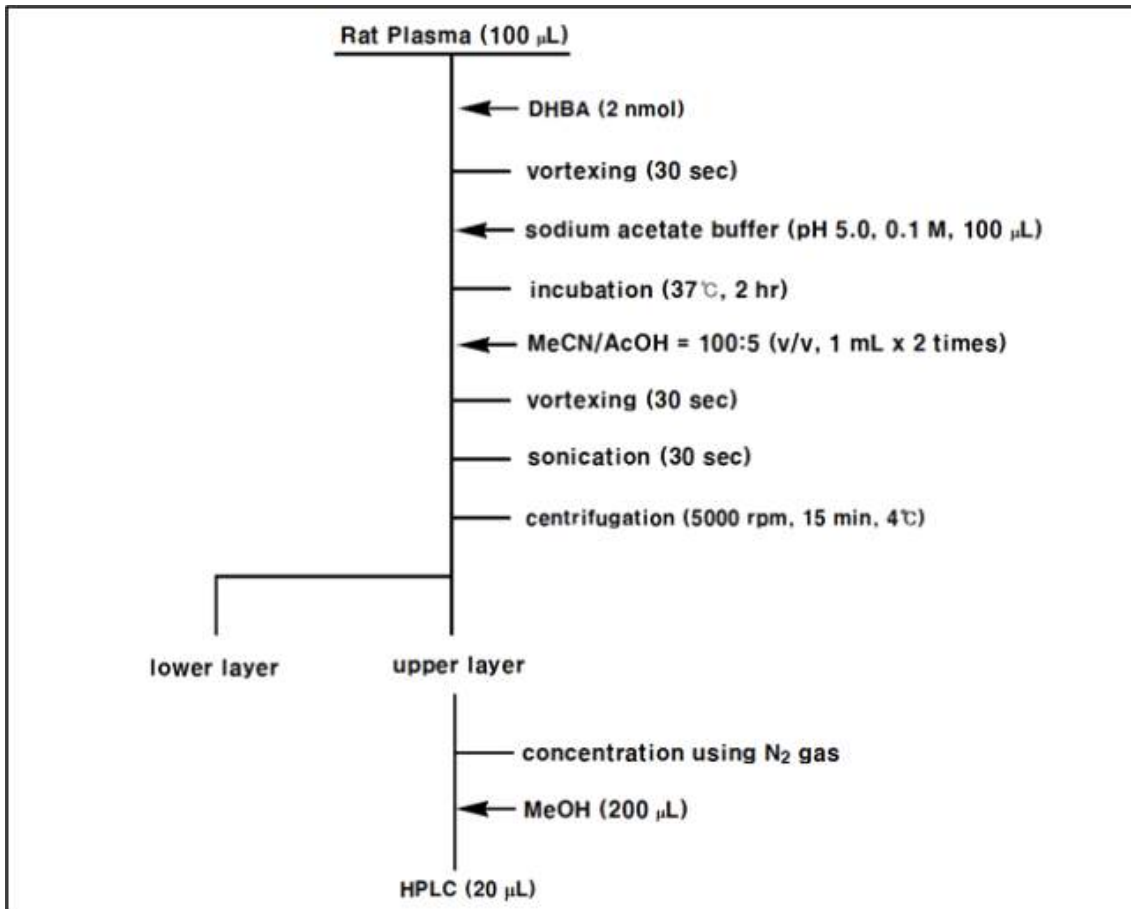 Rat Plasma (100 μL)
DHBA (2 nmol)
vortexing (30 sec)
sodium acetate buffer (pH 5.0, 0.1 M, 100 μL)
incubation (37℃, 2 hr)
MeCN/AcOH = 100:5 (v/v, 1 mL x 2 times)
vortexing (30 sec)
sonication (30 sec)
centrifugation (5000 rpm, 15 min, 4℃)
lower layer
upper layer
concentration using N₂ gas
MeOH (200 μL)
HPLC (20 μL)